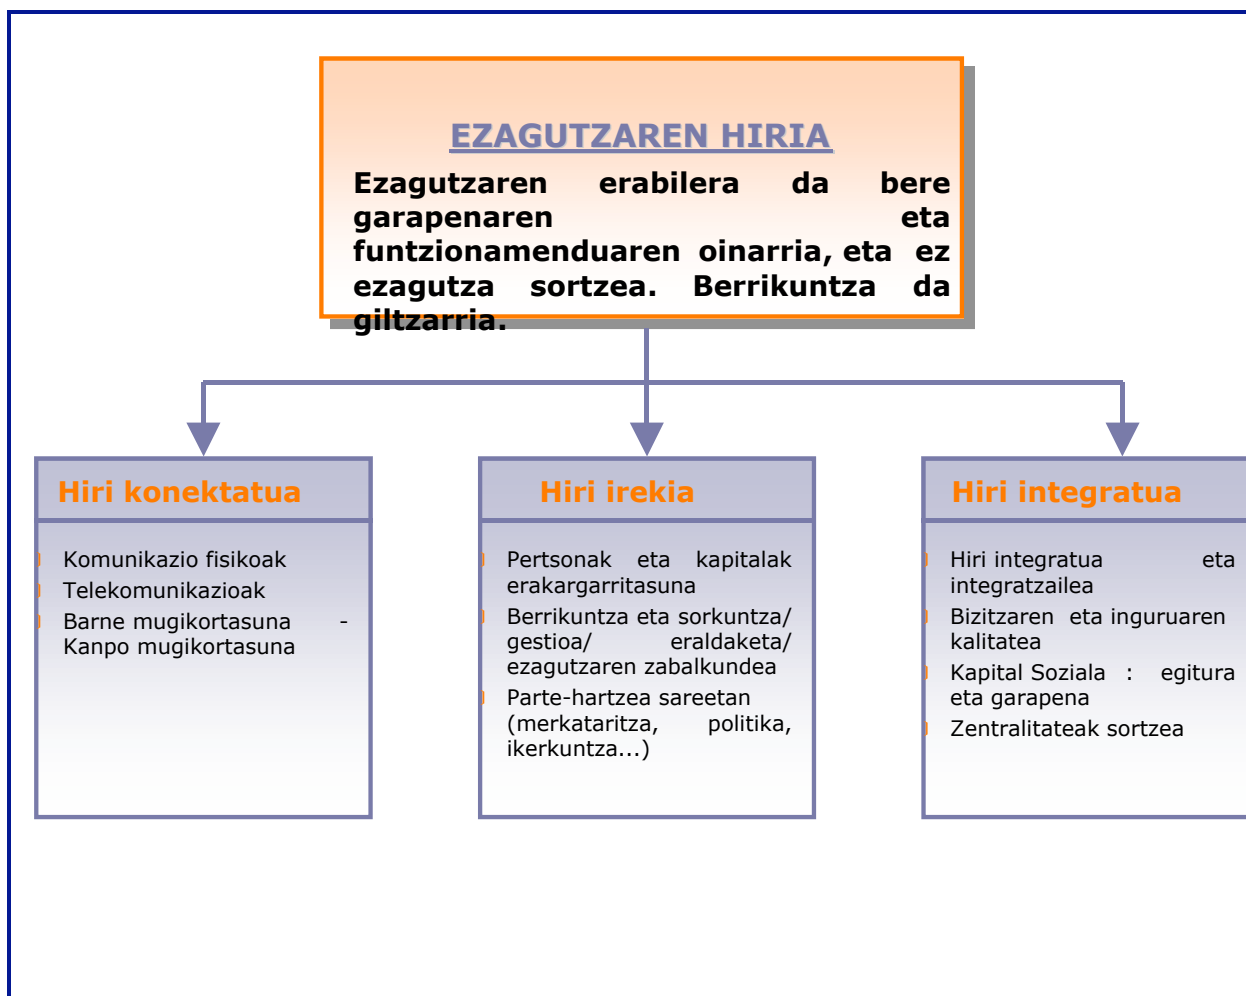 EZAGUTZAREN HIRIA
Ezagutzaren erabilera da bere
garapenaren eta
funtzionamenduaren oinarria, eta ez
ezagutza sortzea. Berrikuntza da
giltzarria.
Hiri konektatua
Komunikazio fisikoak
Telekomunikazioak
Barne mugikortasuna -
Kanpo mugikortasuna
Hiri irekia
Pertsonak eta kapitalak
erakargarritasuna
Berrikuntza eta sorkuntza/
gestioa/ eraldaketa/
ezagutzaren zabalkundea
Parte-hartzea sareetan
(merkataritza, politika,
ikerkuntza...)
Hiri integratua
Hiri integratua eta
integratzailea
Bizitzaren eta inguruaren
kalitatea
Kapital Soziala : egitura
eta garapena
Zentralitateak sortzea